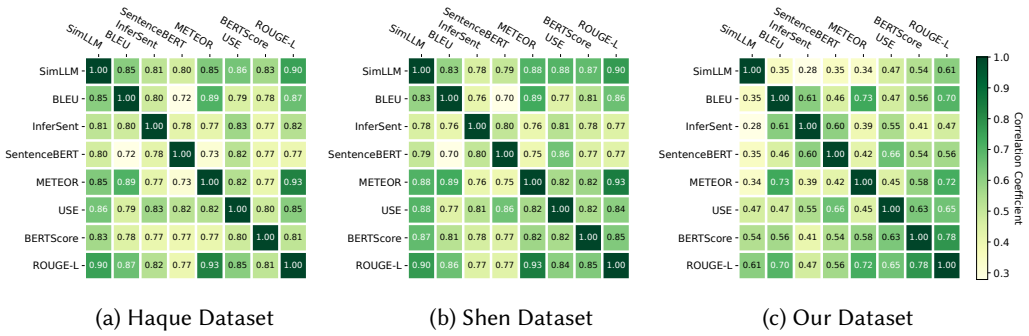 SimLLM BLEU InferSent SentenceBERT METEOR USE BERTScore ROUGE-L
SimLLM 1.00 0.85 0.81 0.80 0.85 0.86 0.83 0.90
BLEU 0.85 1.00 0.80 0.72 0.89 0.79 0.78 0.87
InferSent 0.81 0.80 1.00 0.78 0.77 0.83 0.77 0.82
SentenceBERT 0.80 0.72 0.78 1.00 0.73 0.82 0.77 0.77
METEOR 0.85 0.89 0.77 0.73 1.00 0.82 0.77 0.93
USE 0.86 0.79 0.83 0.82 0.82 1.00 0.80 0.85
BERTScore 0.83 0.78 0.77 0.77 0.77 0.80 1.00 0.81
ROUGE-L 0.90 0.87 0.82 0.77 0.93 0.85 0.81 1.00
(a) Haque Dataset
SimLLM BLEU InferSent SentenceBERT METEOR USE BERTScore ROUGE-L
SimLLM 1.00 0.83 0.78 0.79 0.88 0.88 0.87 0.90
BLEU 0.83 1.00 0.76 0.70 0.89 0.77 0.81 0.86
InferSent 0.78 0.76 1.00 0.80 0.76 0.81 0.78 0.77
SentenceBERT 0.79 0.70 0.80 1.00 0.75 0.86 0.77 0.77
METEOR 0.88 0.89 0.76 0.75 1.00 0.82 0.82 0.93
USE 0.88 0.77 0.81 0.86 0.82 1.00 0.82 0.84
BERTScore 0.87 0.81 0.78 0.77 0.82 0.82 1.00 0.85
ROUGE-L 0.90 0.86 0.77 0.77 0.93 0.84 0.85 1.00
(b) Shen Dataset
SimLLM BLEU InferSent SentenceBERT METEOR USE BERTScore ROUGE-L
SimLLM 1.00 0.35 0.28 0.35 0.34 0.47 0.54 0.61
BLEU 0.35 1.00 0.61 0.46 0.73 0.47 0.56 0.70
InferSent 0.28 0.61 1.00 0.60 0.39 0.55 0.41 0.47
SentenceBERT 0.35 0.46 0.60 1.00 0.42 0.66 0.54 0.56
METEOR 0.34 0.73 0.39 0.42 1.00 0.45 0.58 0.72
USE 0.47 0.47 0.55 0.66 0.45 1.00 0.63 0.65
BERTScore 0.54 0.56 0.41 0.54 0.58 0.63 1.00 0.78
ROUGE-L 0.61 0.70 0.47 0.56 0.72 0.65 0.78 1.00
(c) Our Dataset
1.0
0.9
0.8
0.7
0.6
0.5
0.4
0.3
Correlation Coefficient